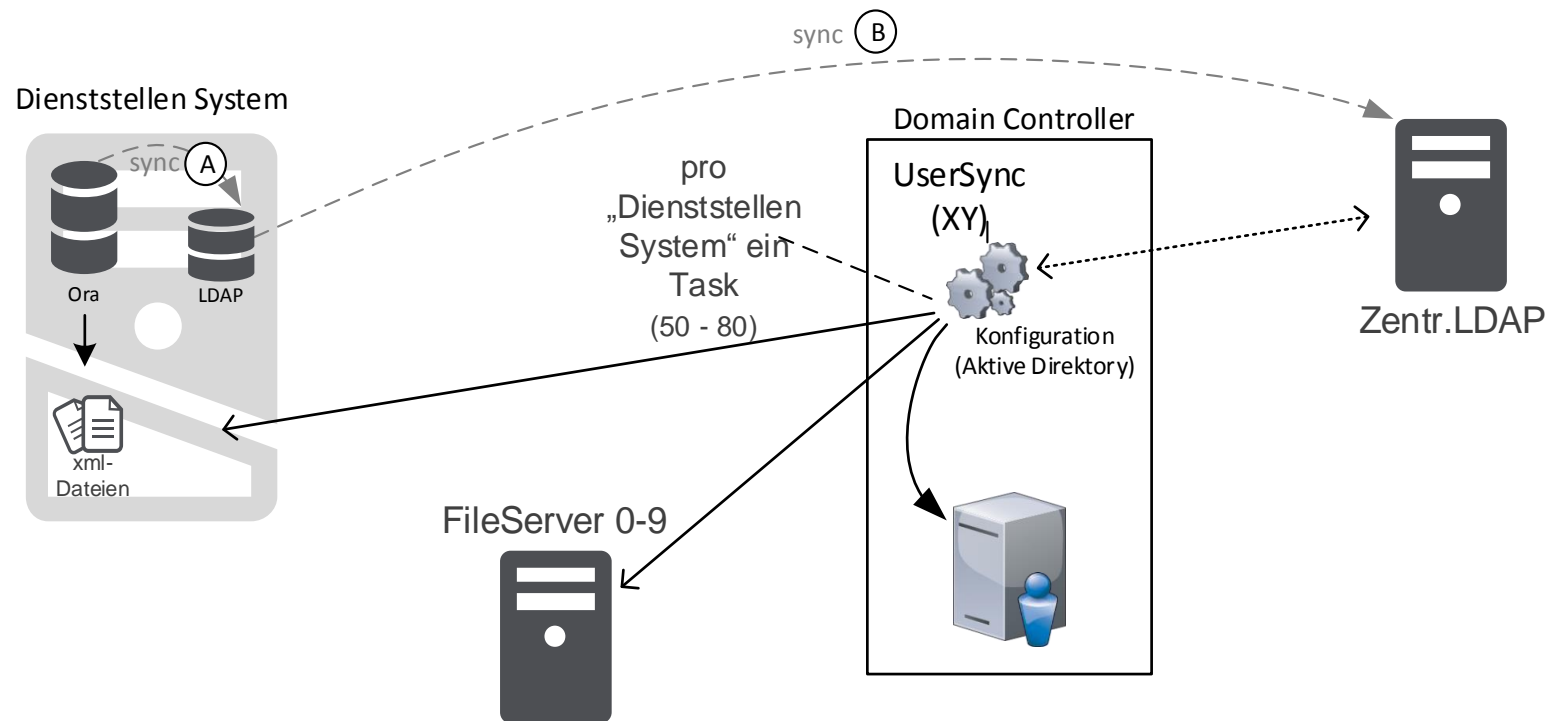 sync B
Dienststellen System
sync A
Ora
LDAP
xml-
Dateien
pro
„Dienststellen
System“ ein
Task
(50 - 80)
FileServer 0-9
Domain Controller
UserSync
(XY)
Konfiguration
(Aktive Direktory)
Zentr.LDAP